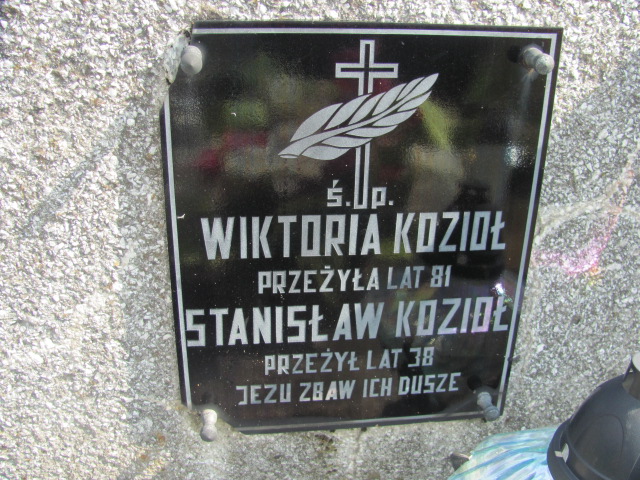 Ś.P.
WIKTORIA KOZIOŁ
PRZEŻYŁA LAT 81
STANISŁAW KOZIOŁ
PRZEŻYŁ LAT 38
JEZU ZBAW ICH DUSZE